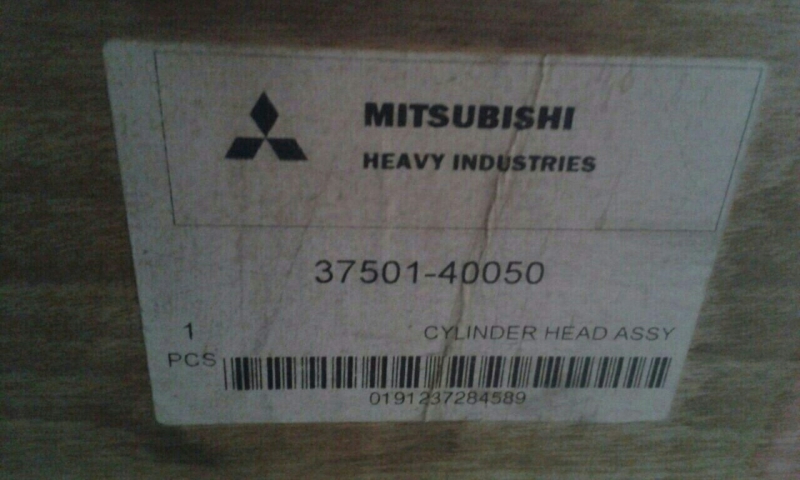 MITSUBISHI
HEAVY INDUSTRIES
37501-40050
1 CYLINDER HEAD ASSY
PCS
0191237284589